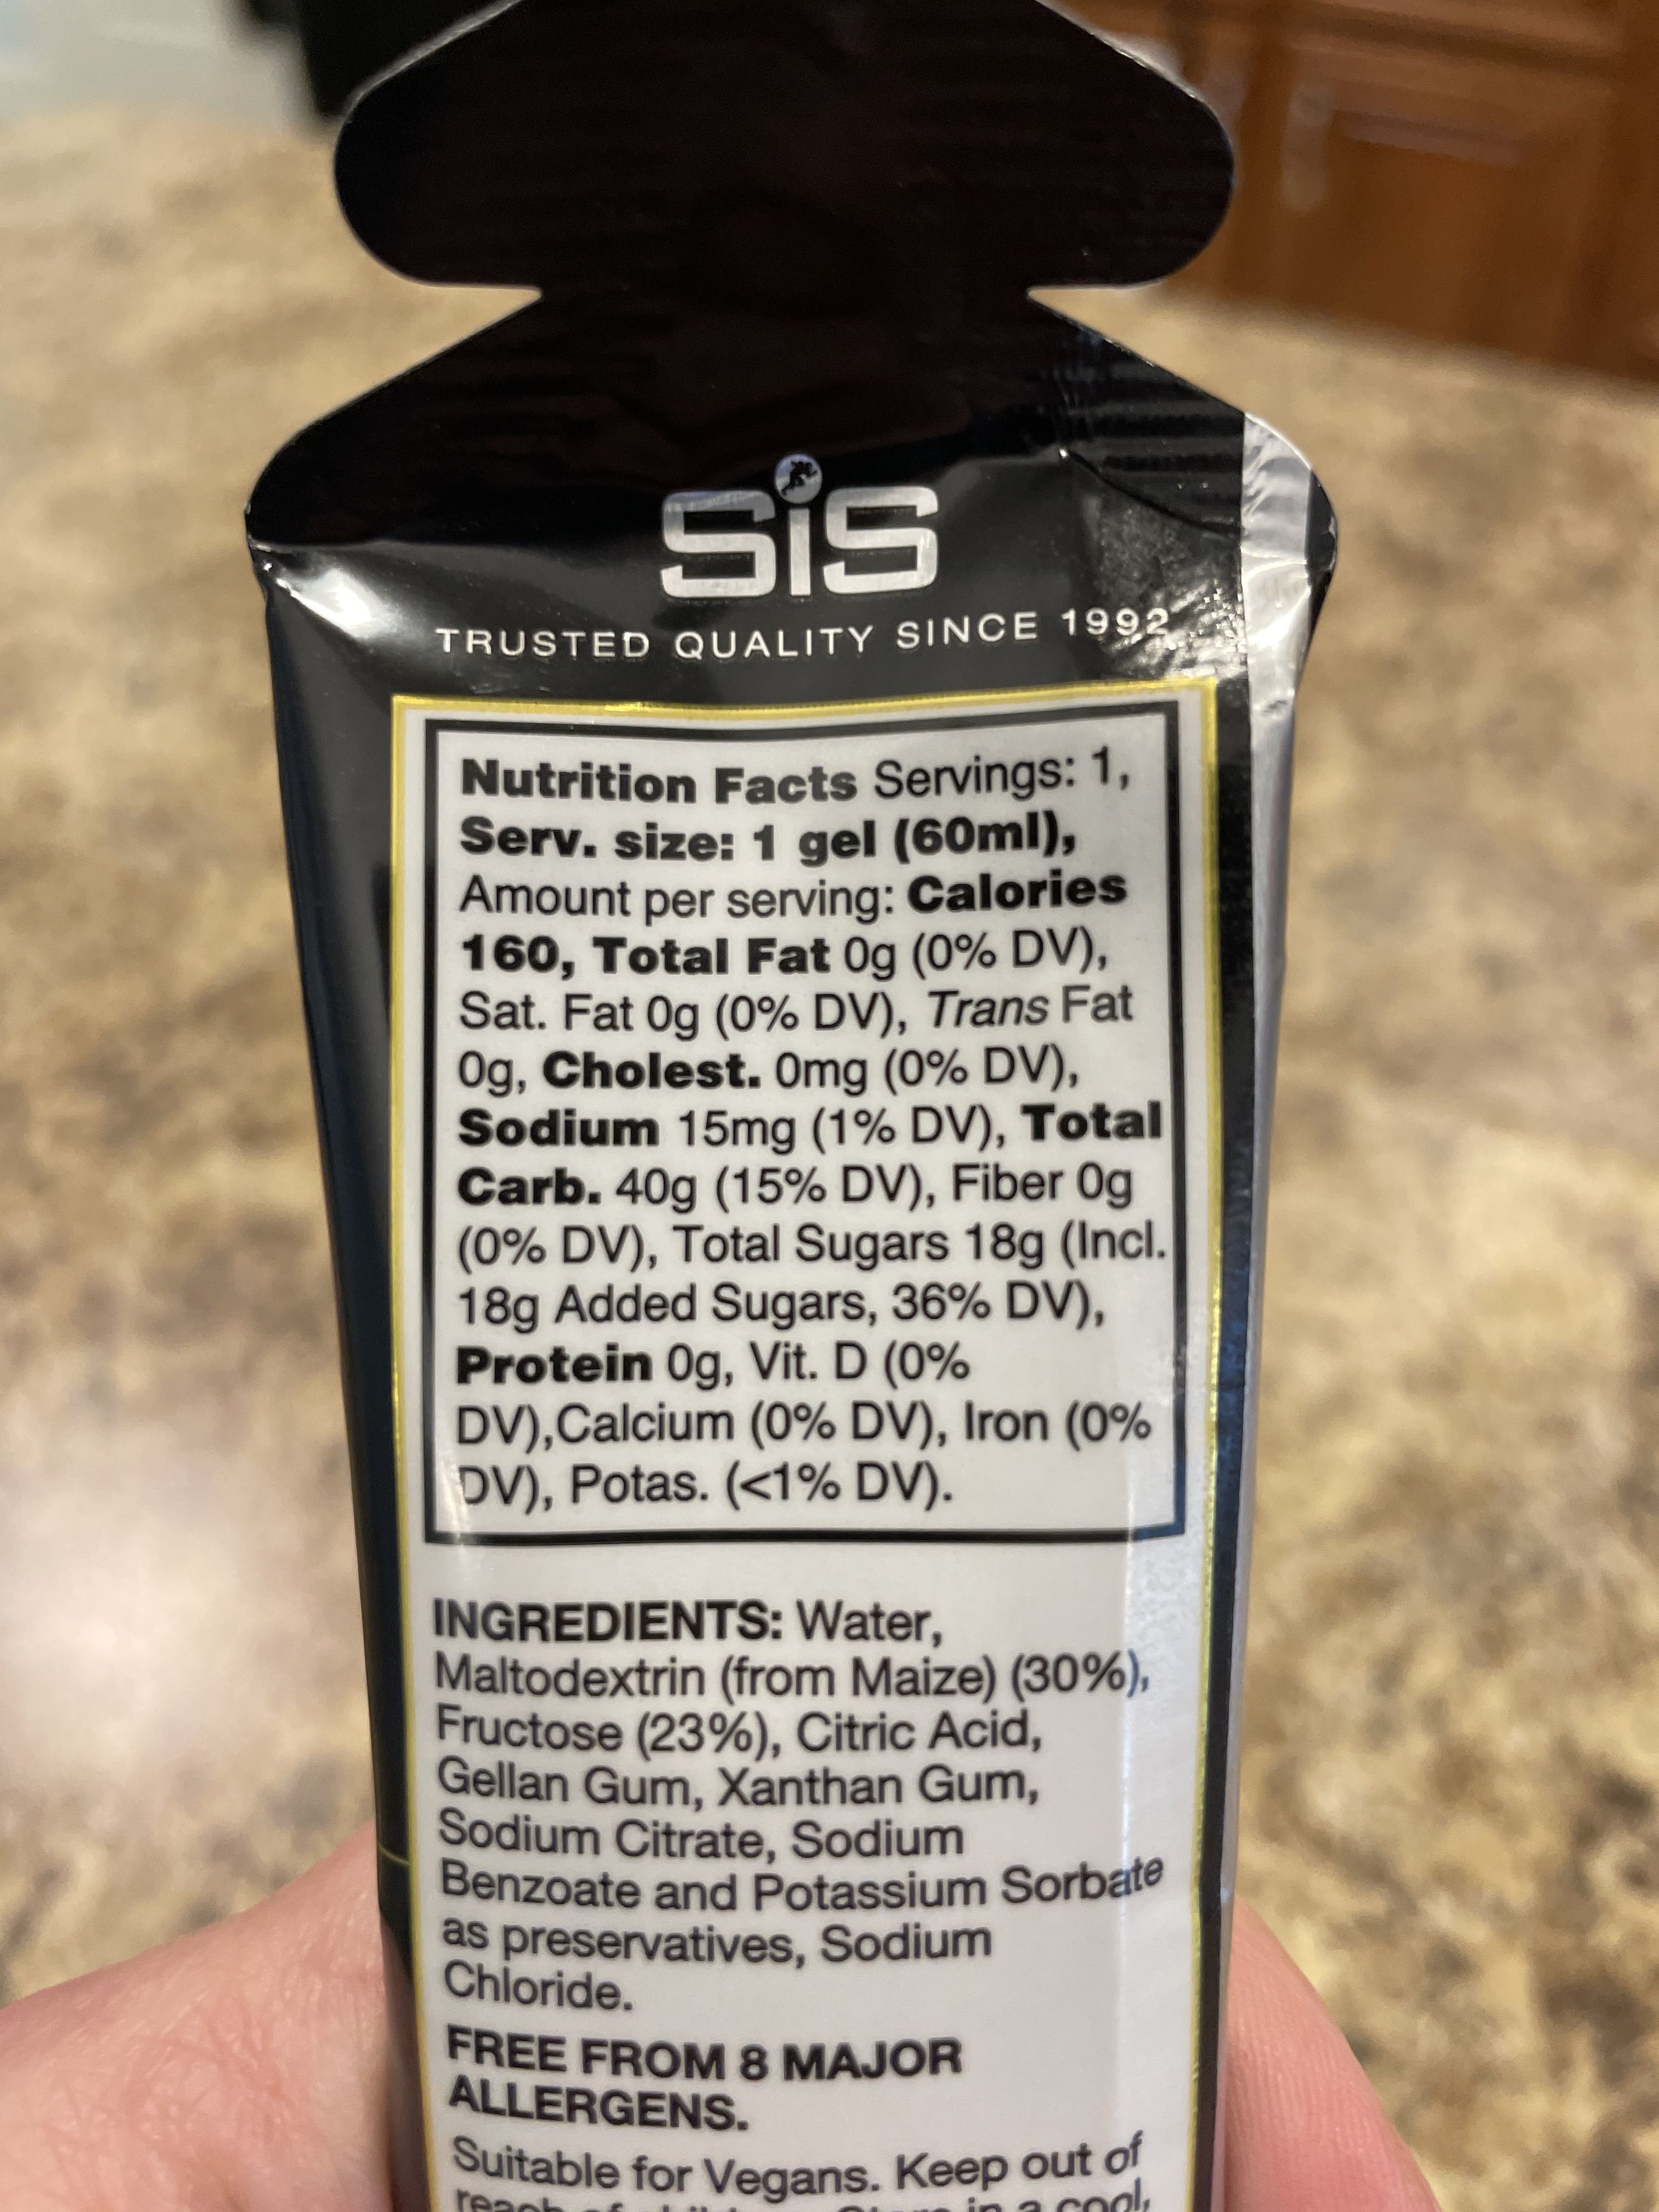 SiS
TRUSTED QUALITY SINCE 1992
Nutrition Facts Servings: 1,
Serv. size: 1 gel (60ml),
Amount per serving: Calories
160, Total Fat 0g (0% DV),
Sat. Fat 0g (0% DV), Trans Fat
0g, Cholest. 0mg (0% DV),
Sodium 15mg (1% DV), Total
Carb. 40g (15% DV), Fiber 0g
(0% DV), Total Sugars 18g (Incl.
18g Added Sugars, 36% DV),
Protein 0g, Vit. D (0%
DV),Calcium (0% DV), Iron (0%
DV), Potas. (<1% DV).
INGREDIENTS: Water,
Maltodextrin (from Maize) (30%),
Fructose (23%), Citric Acid,
Gellan Gum, Xanthan Gum,
Sodium Citrate, Sodium
Benzoate and Potassium Sorbate
as preservatives, Sodium
Chloride.
FREE FROM 8 MAJOR
ALLERGENS.
Suitable for Vegans. Keep out of
reach of in a cool,